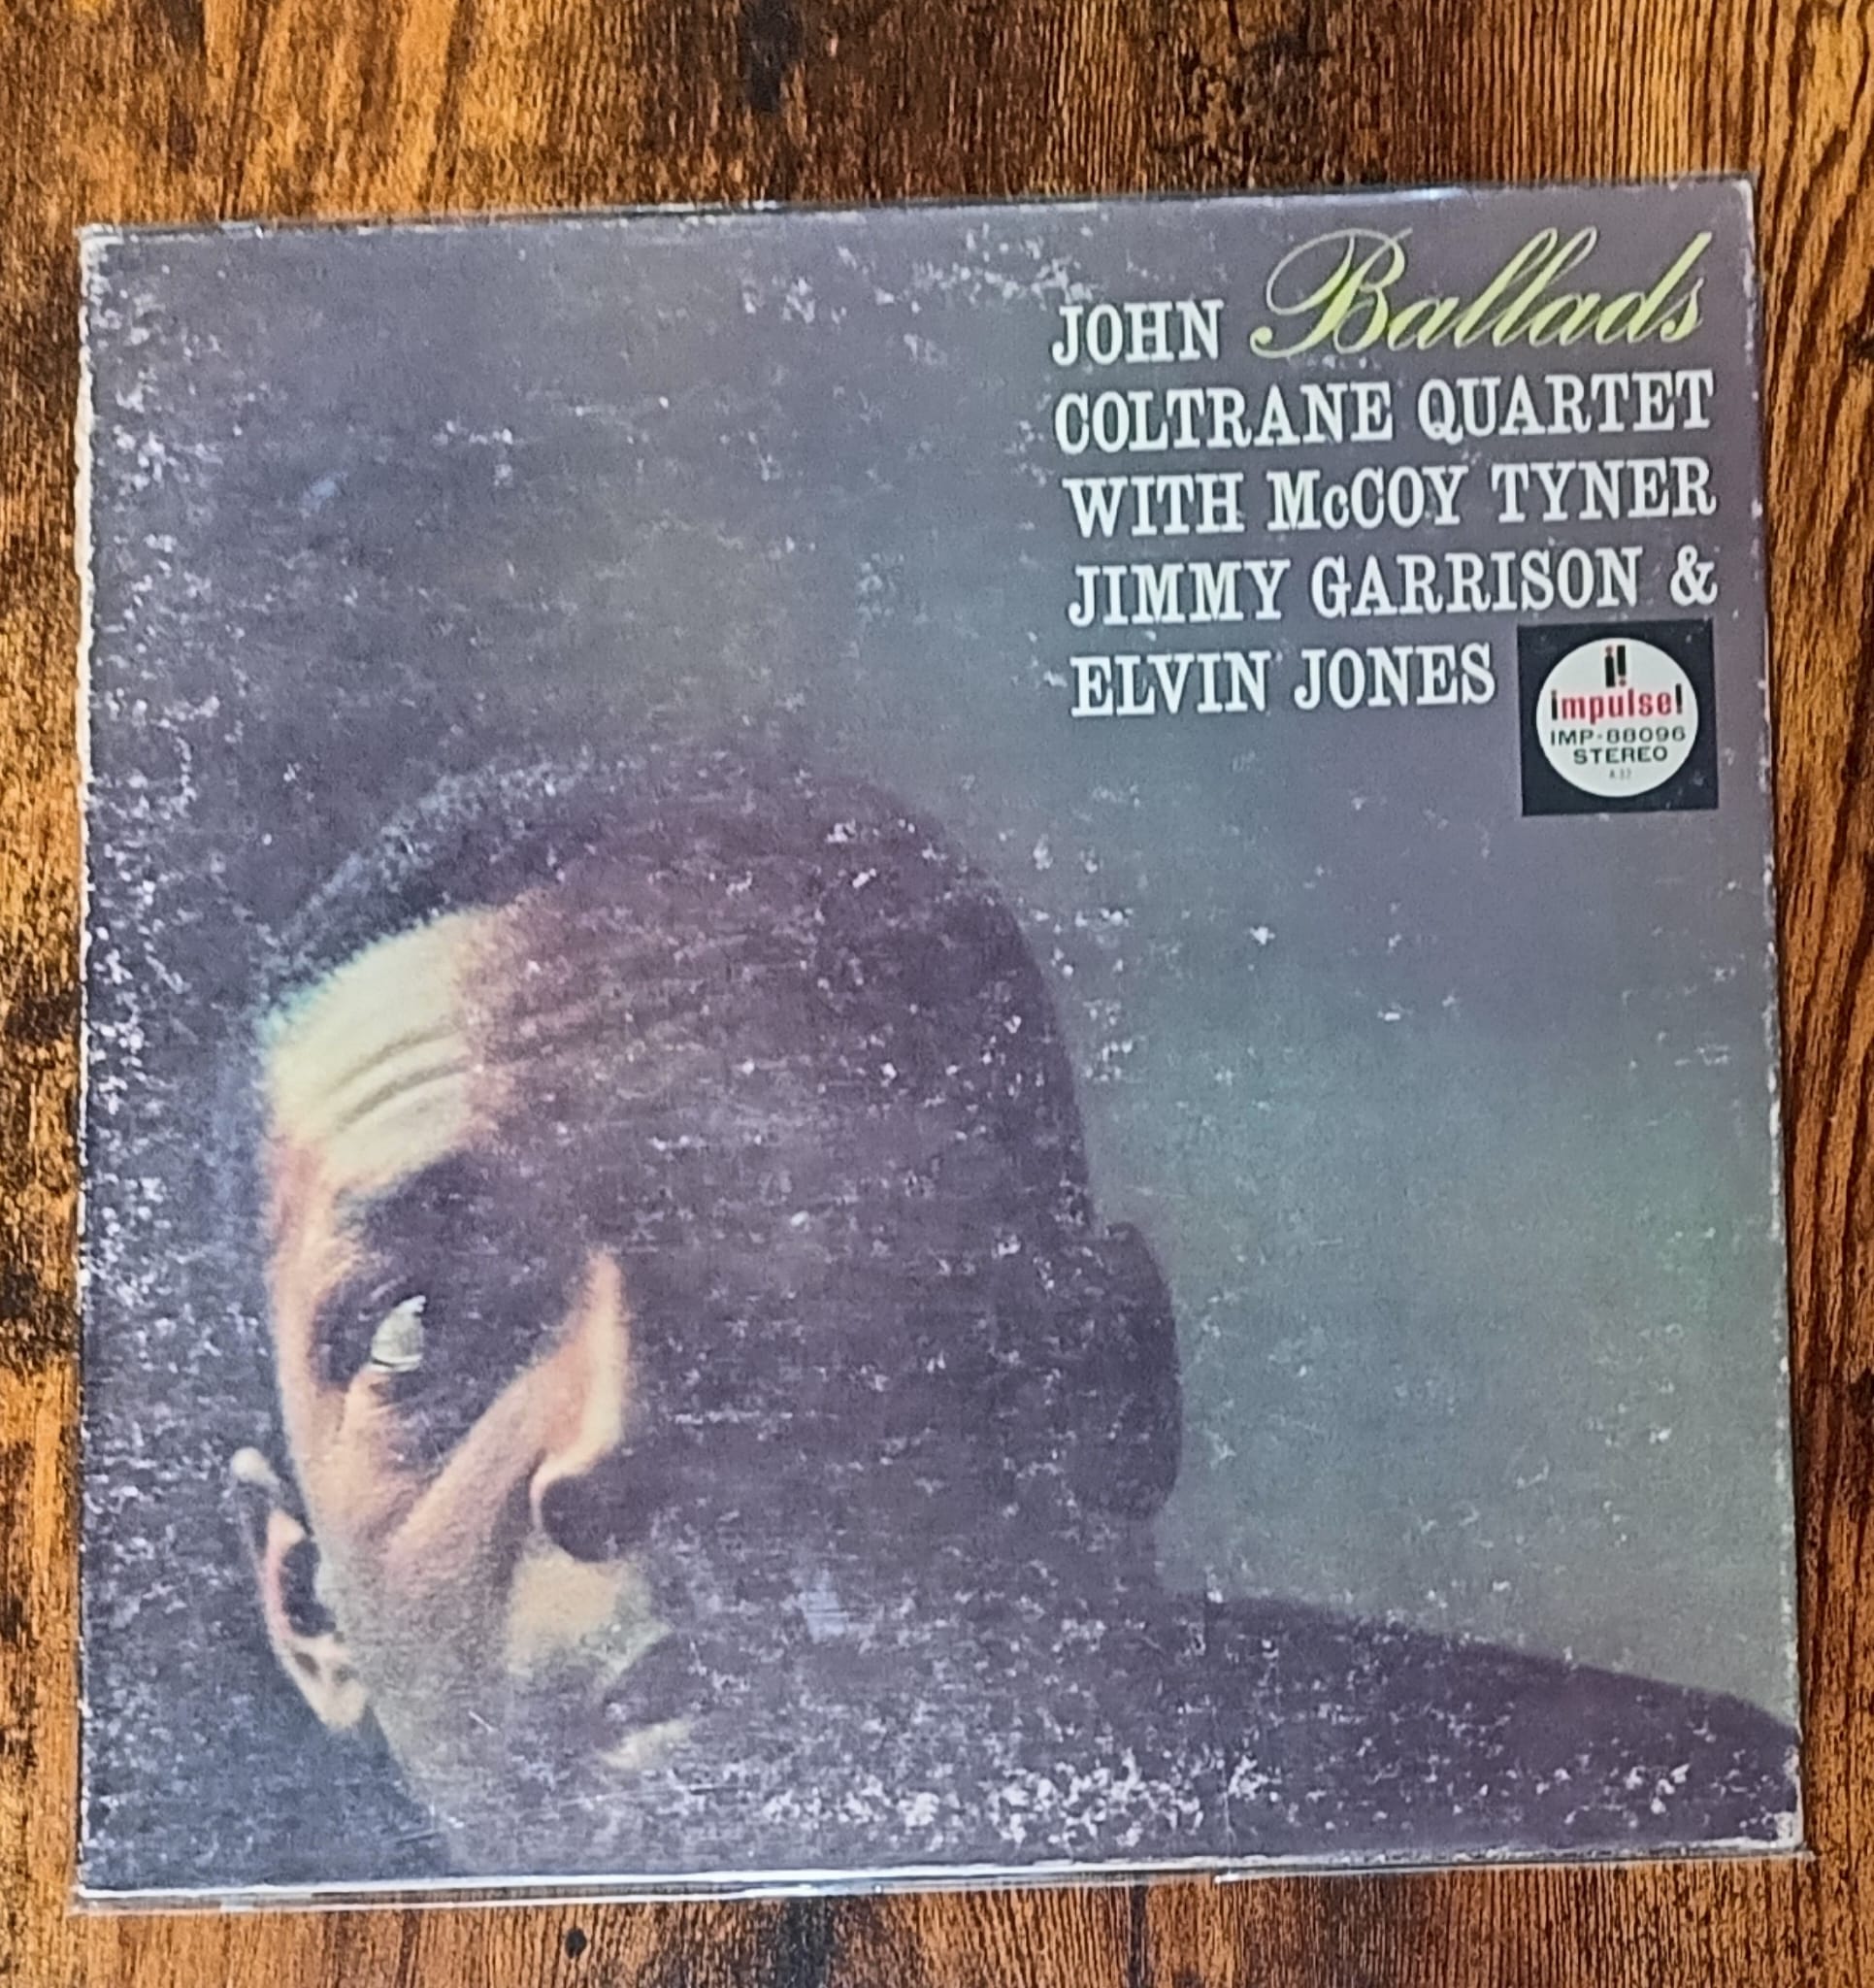 JOHN Ballads
COLTRANE QUARTET
WITH McCOY TYNER
JIMMY GARRISON &
ELVIN JONES
impulse!
IMP-88096
STEREO